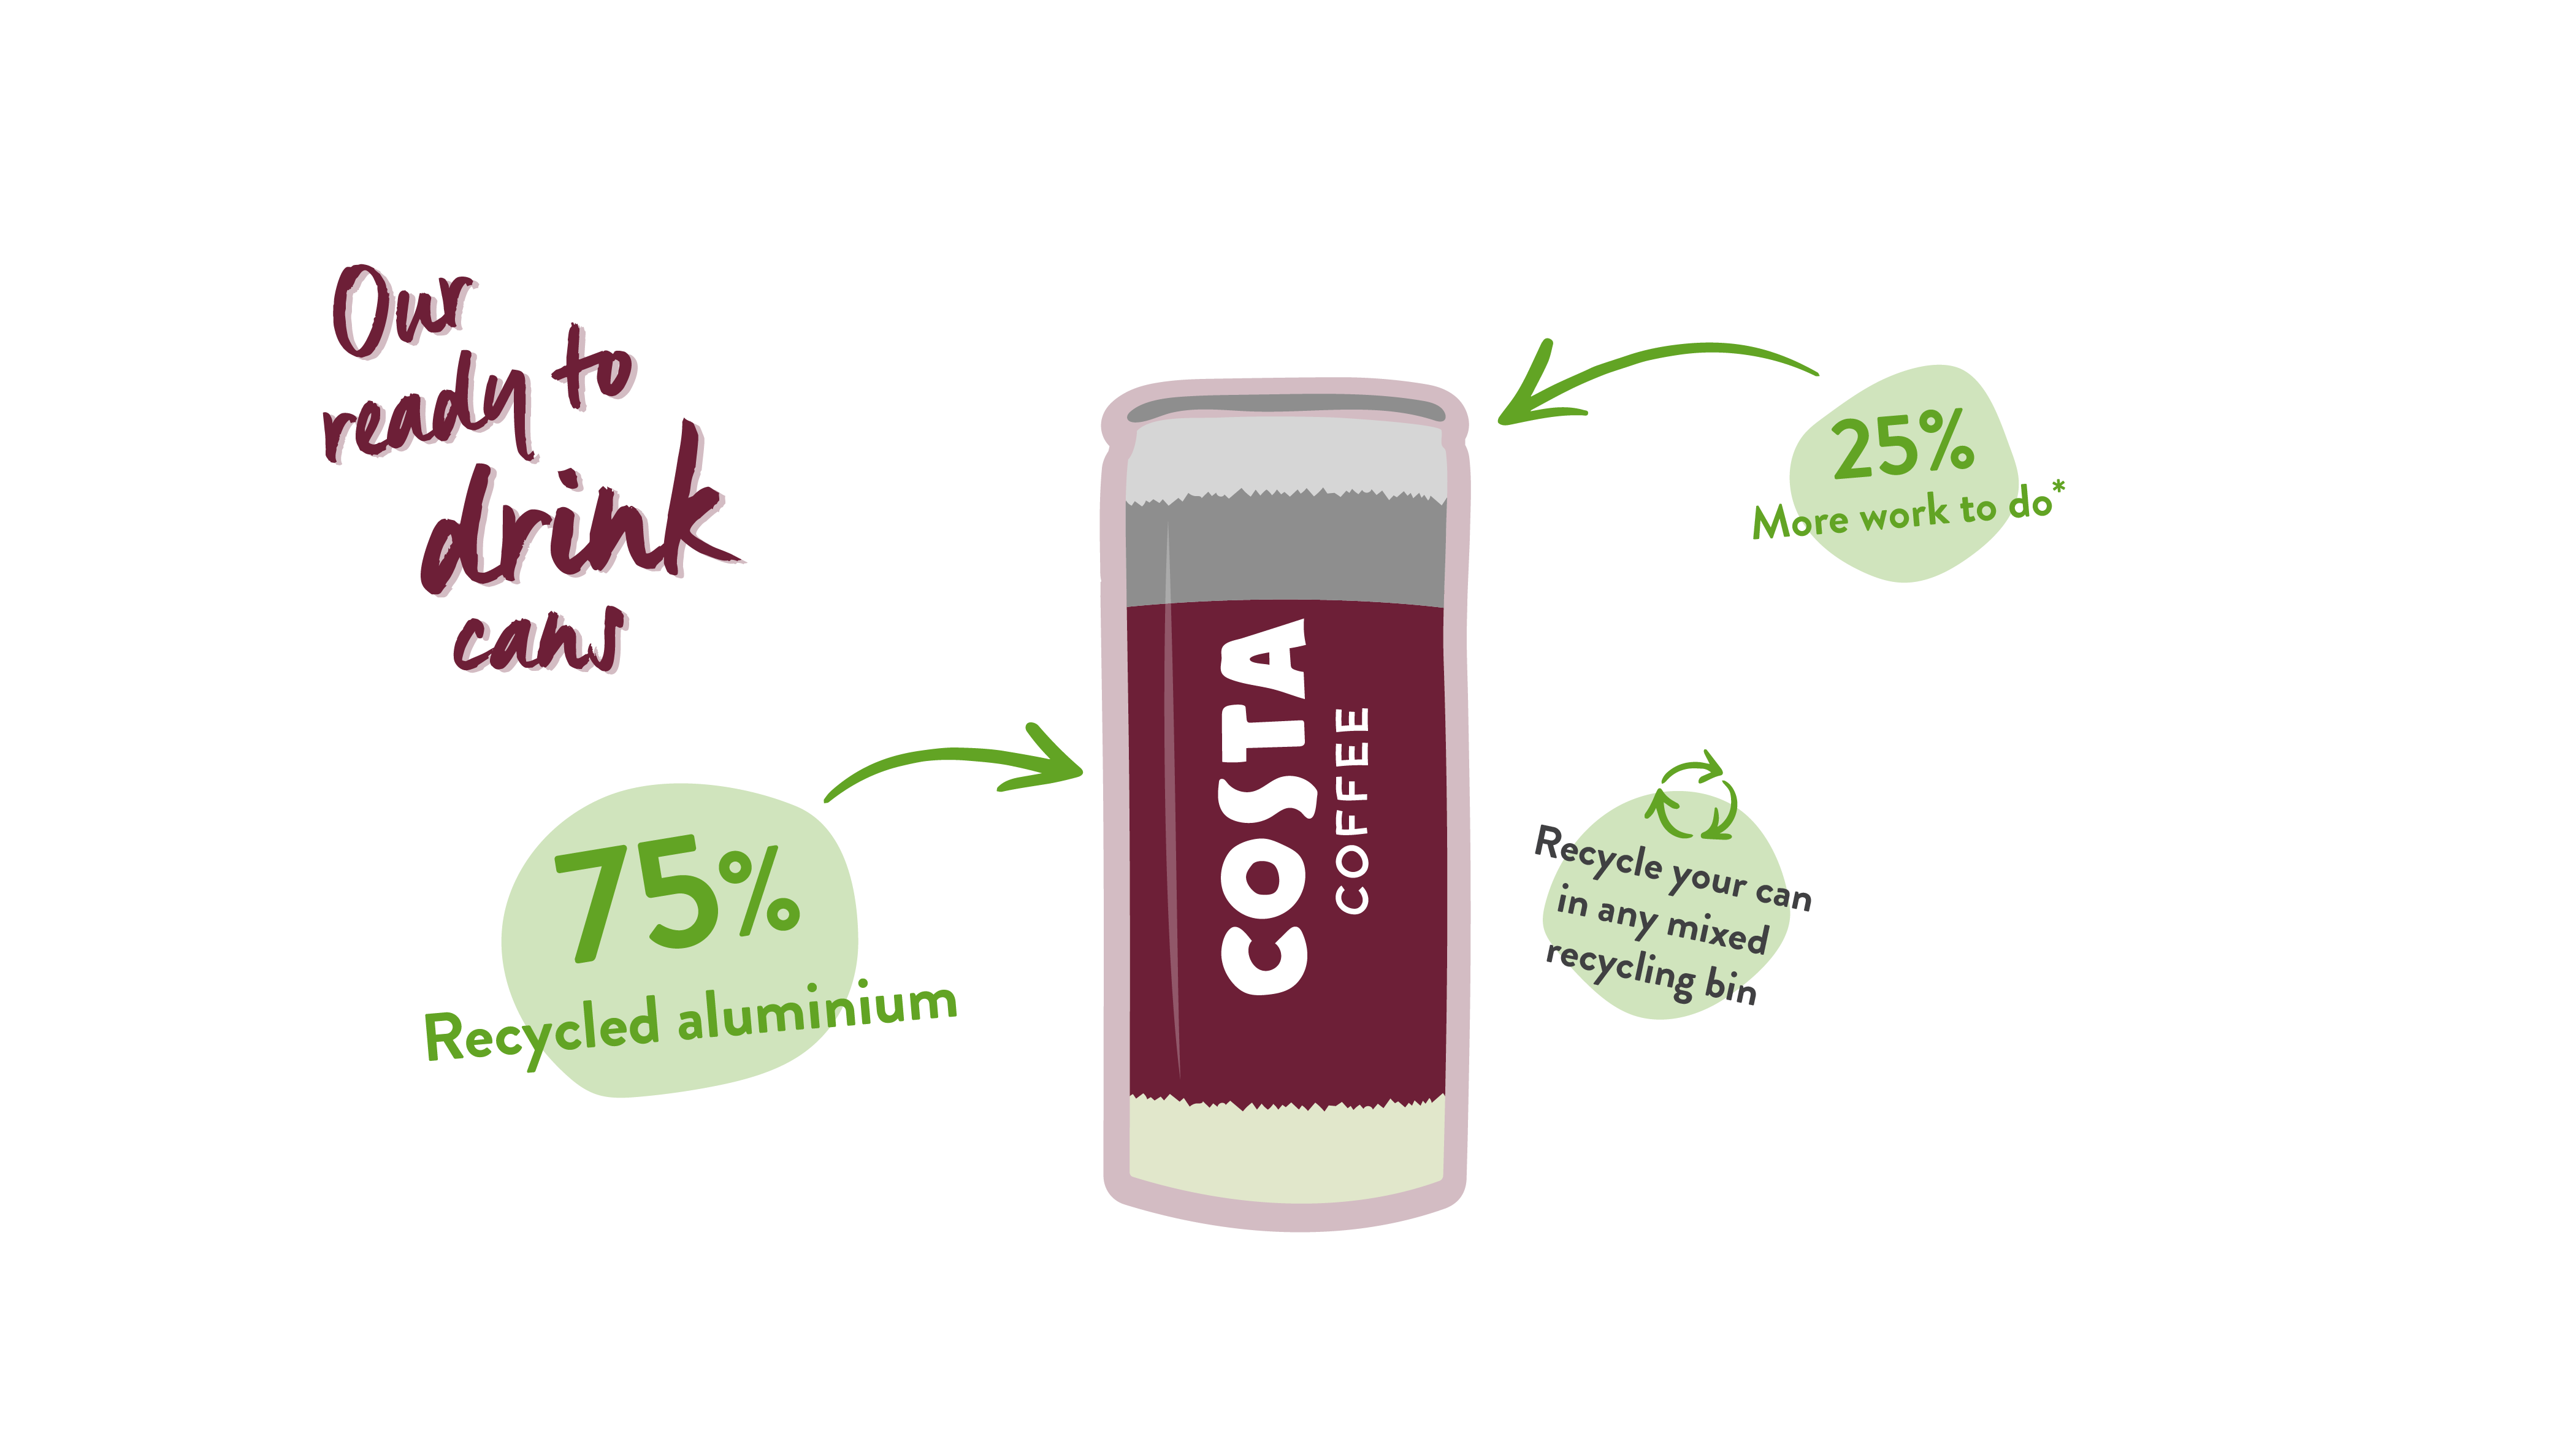 Our
ready to
drink
cans
25%
More work to do*
COSTA
COFFEE
75%
Recycled aluminium
Recycle your can
in any mixed
recycling bin